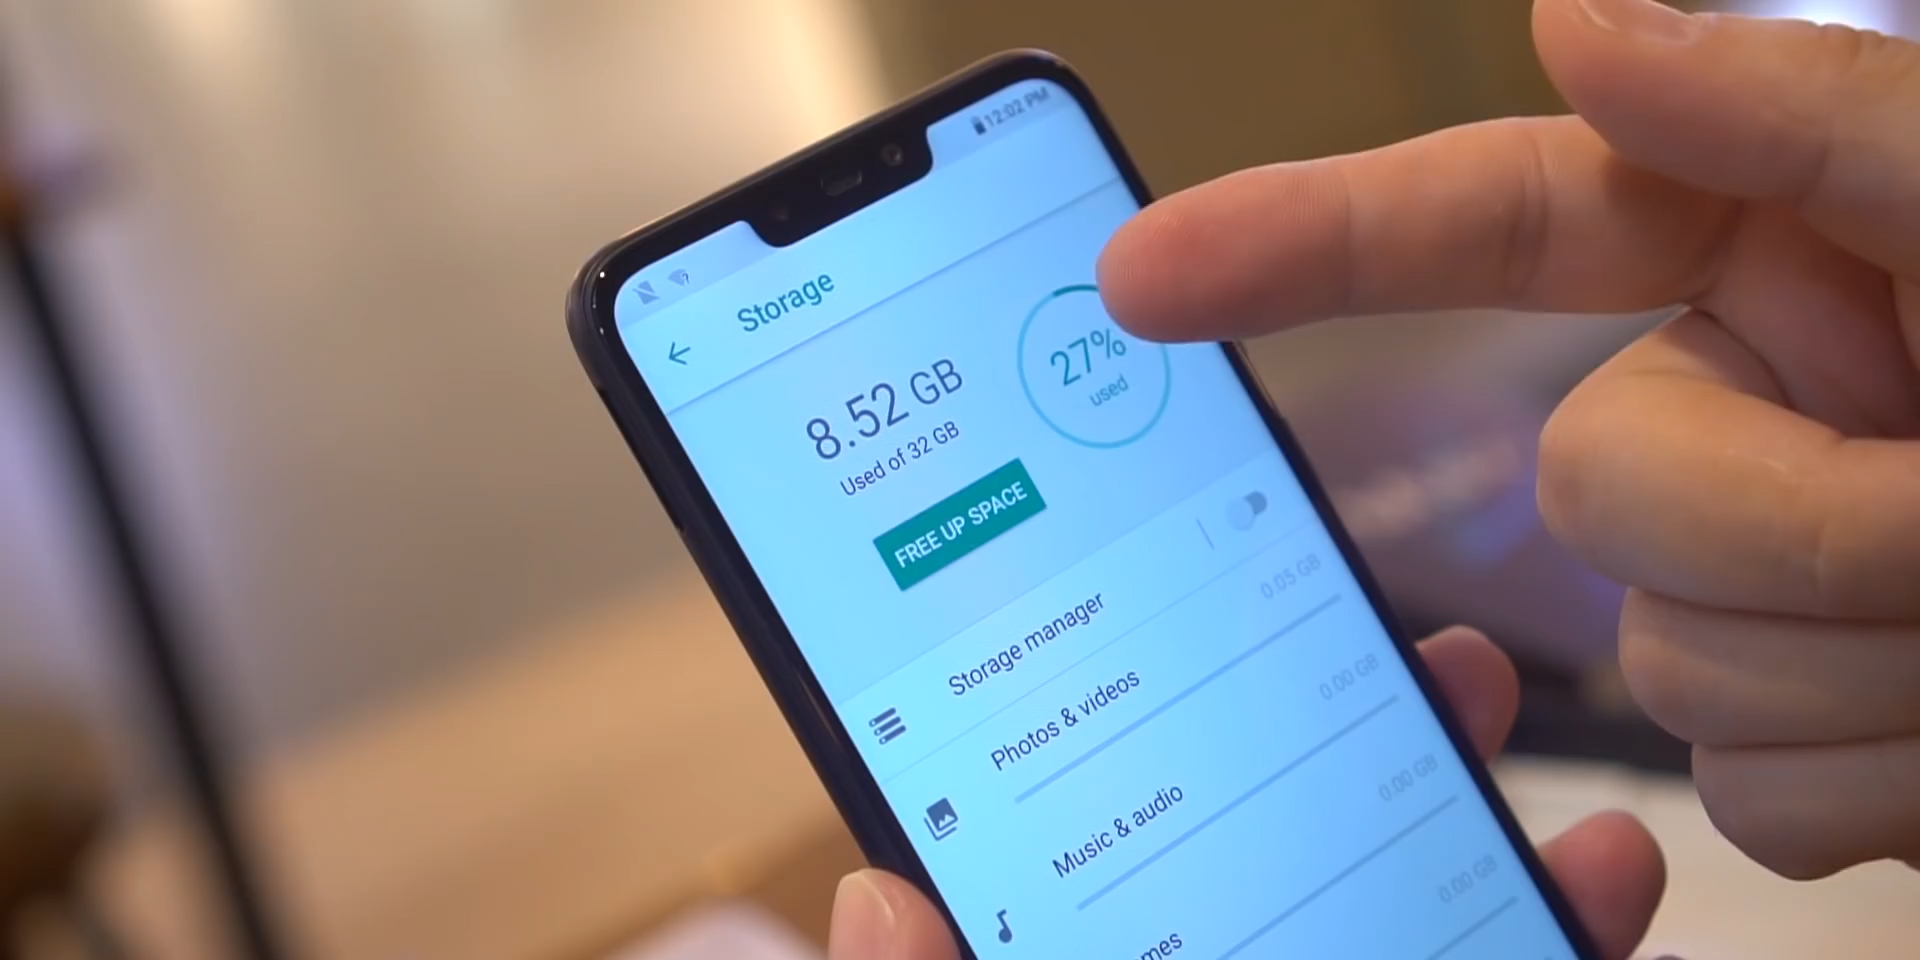 12:02 PM
Storage
8.52 GB
Used of 32 GB
27%
used
FREE UP SPACE
Storage manager
Photos & videos
0.05 GB
Music & audio
0.00 GB
mes
0.00 GB
0.00 GB